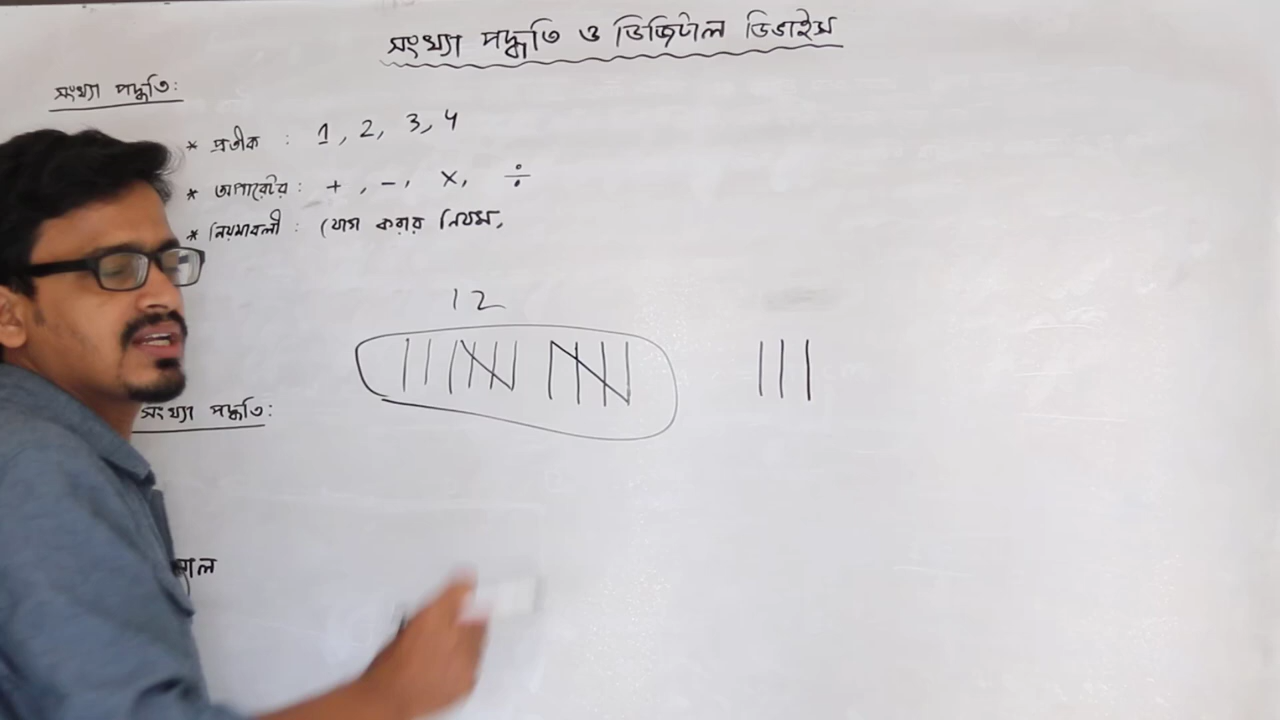 সংখ্যা পদ্ধতি ও ডিজিটাল ডিভাইস
সংখ্যা পদ্ধতি:
* প্রতীক : 1, 2, 3, 4
* অপারেটর : +, -, ×, ÷
* নিয়মাবলী : (যোগ করার নিয়ম,
12
সংখ্যা পদ্ধতি: